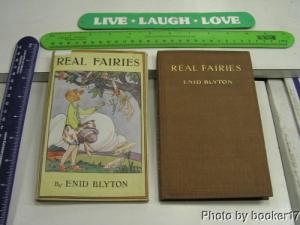 LIVE • LAUGH • LOVE
REAL FAIRIES
By ENID BLYTON
REAL FAIRIES
ENID BLYTON
Photo by booker17